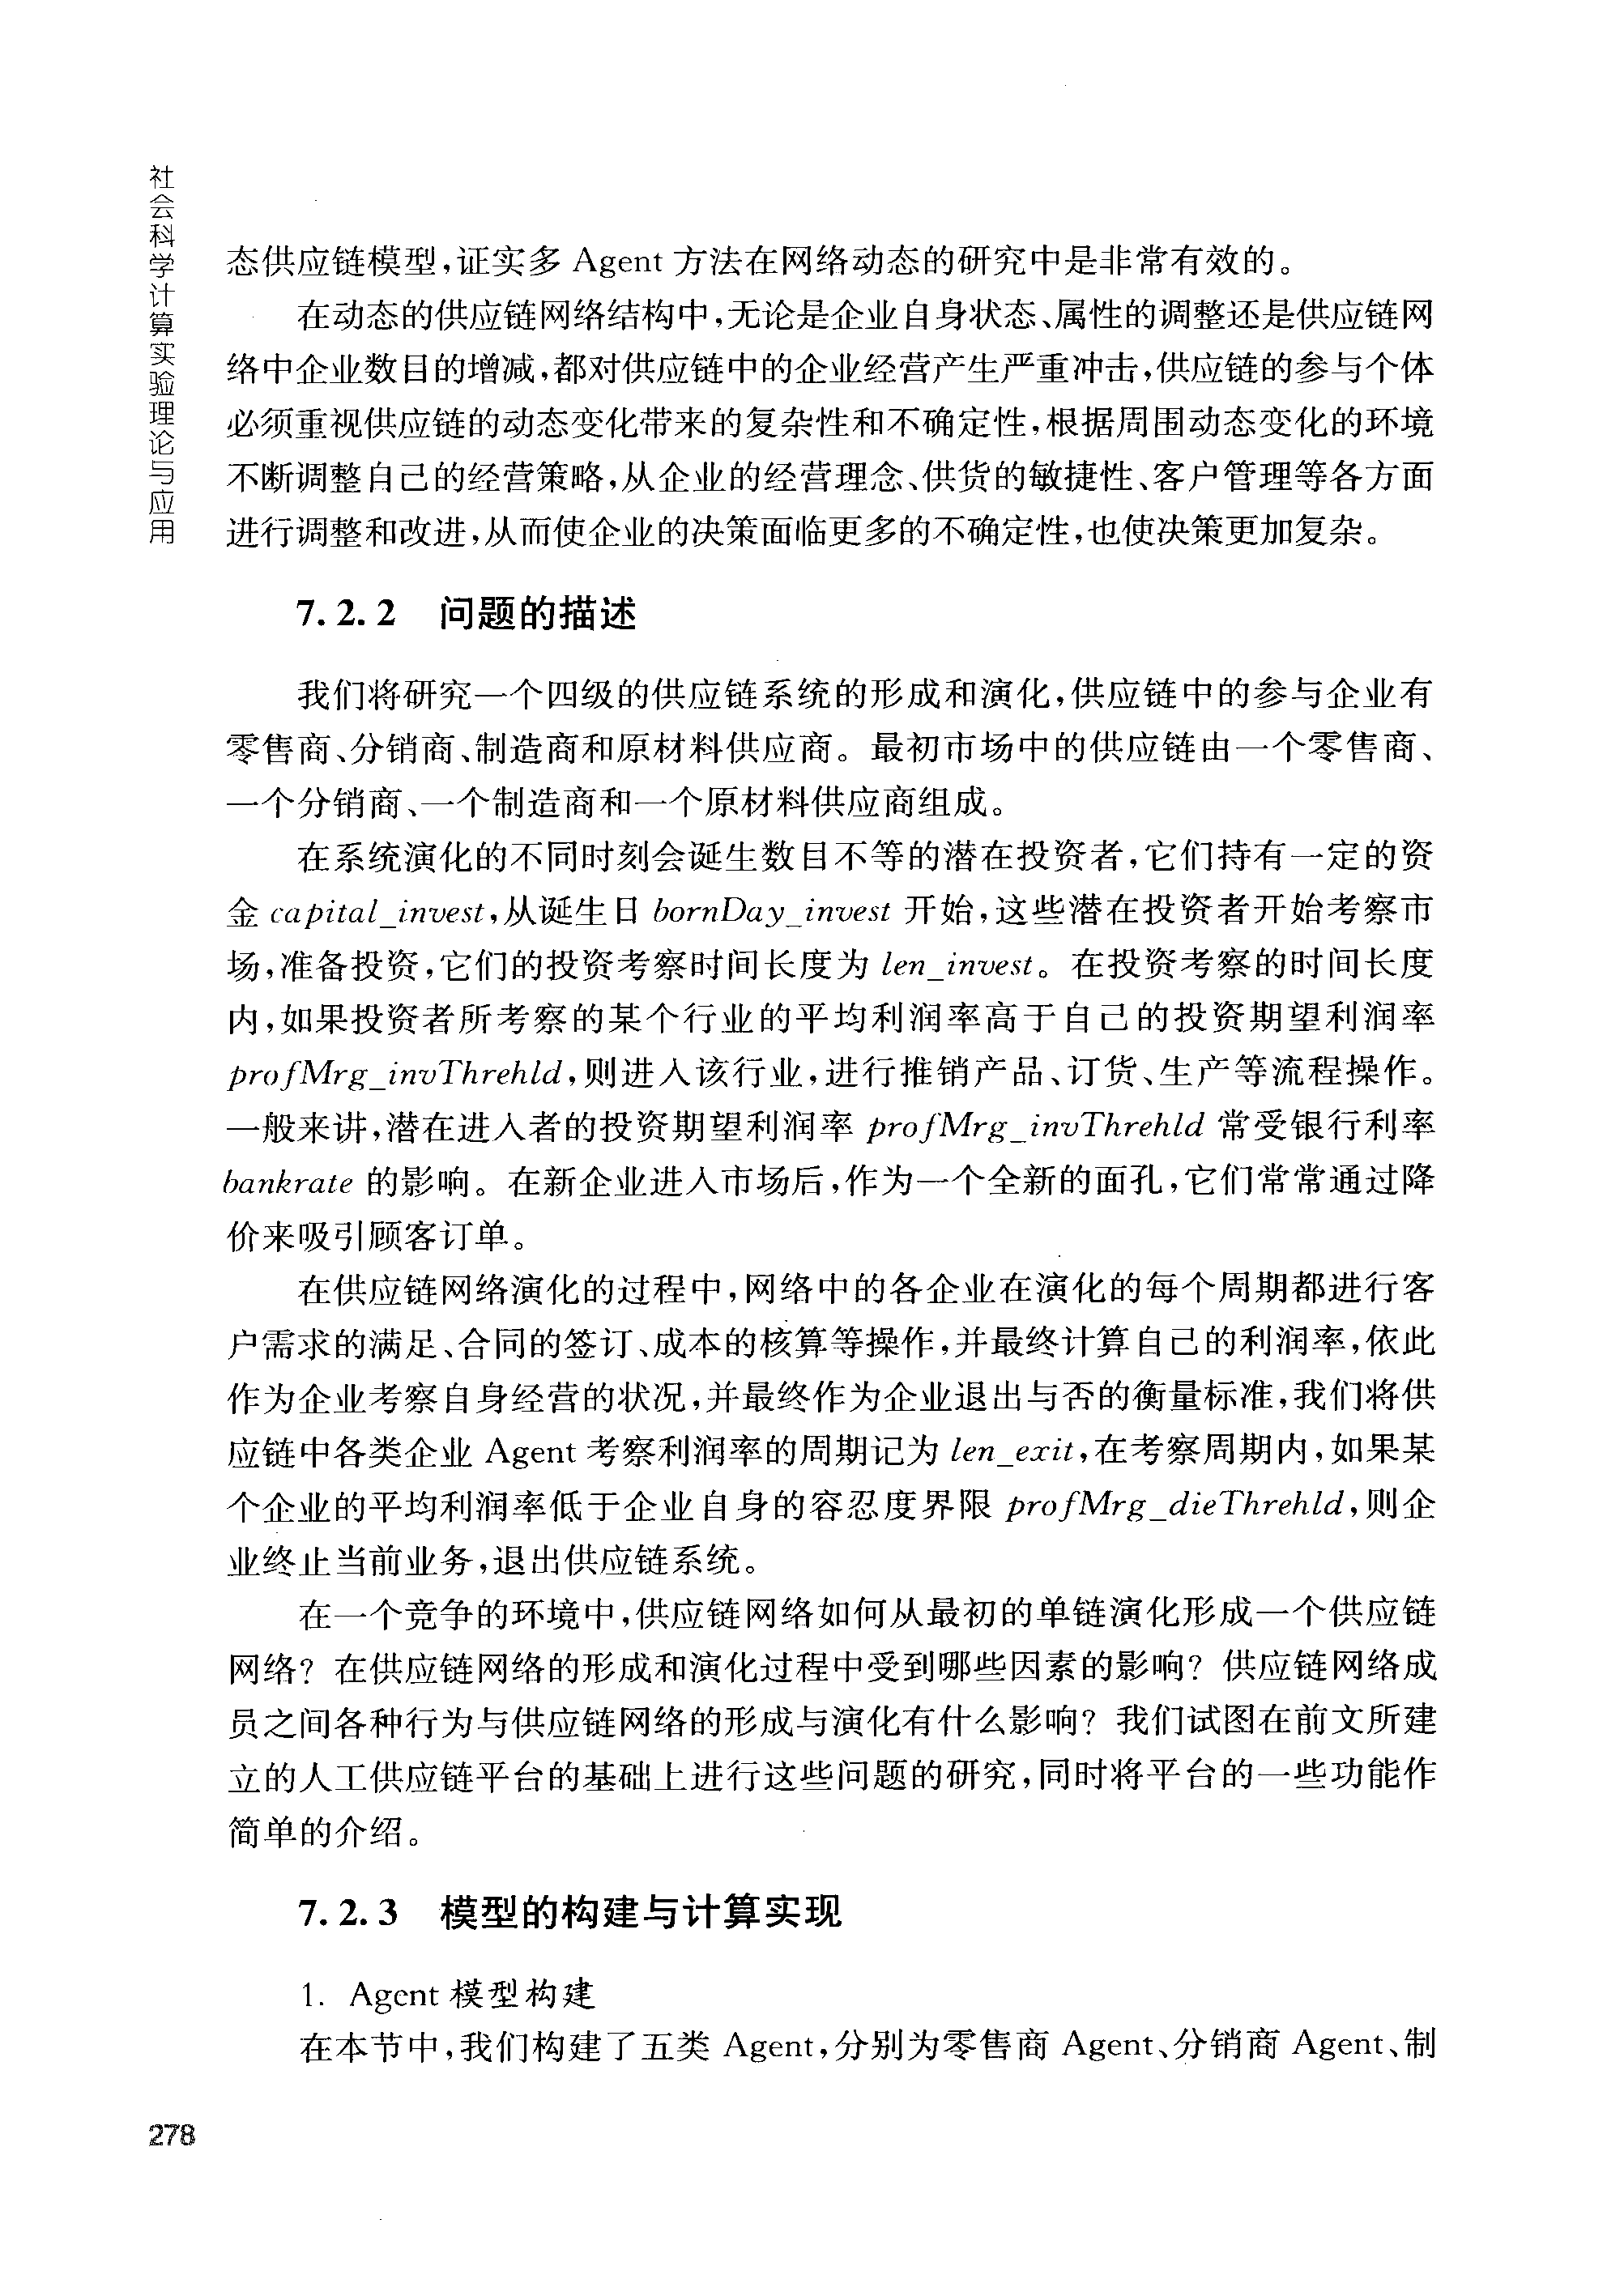 社会科学计算实验理论与应用
态供应链模型,证实多 Agent 方法在网络动态的研究中是非常有效的。
在动态的供应链网络结构中,无论是企业自身状态、属性的调整还是供应链网
络中企业数目的增减,都对供应链中的企业经营产生严重冲击,供应链的参与个体
必须重视供应链的动态变化带来的复杂性和不确定性,根据周围动态变化的环境
不断调整自己的经营策略,从企业的经营理念、供货的敏捷性、客户管理等各方面
进行调整和改进,从而使企业的决策面临更多的不确定性,也使决策更加复杂。
7.2.2 问题的描述
我们将研究一个四级的供应链系统的形成和演化,供应链中的参与企业有
零售商、分销商、制造商和原材料供应商。最初市场中的供应链由一个零售商、
一个分销商、一个制造商和一个原材料供应商组成。
在系统演化的不同时刻会诞生数目不等的潜在投资者,它们持有一定的资
金 capital_invest,从诞生日 bornDay_invest 开始,这些潜在投资者开始考察市
场,准备投资,它们的投资考察时间长度为 len_invest。在投资考察的时间长度
内,如果投资者所考察的某个行业的平均利润率高于自己的投资期望利润率
profMrg_invThrehld,则进入该行业,进行推销产品、订货、生产等流程操作。
一般来讲,潜在进入者的投资期望利润率 profMrg_invThrehld 常受银行利率
bankrate 的影响。在新企业进入市场后,作为一个全新的面孔,它们常常通过降
价来吸引顾客订单。
在供应链网络演化的过程中,网络中的各企业在演化的每个周期都进行客
户需求的满足、合同的签订、成本的核算等操作,并最终计算自己的利润率,依此
作为企业考察自身经营的状况,并最终作为企业退出与否的衡量标准,我们将供
应链中各类企业 Agent 考察利润率的周期记为 len_exit,在考察周期内,如果某
个企业的平均利润率低于企业自身的容忍度界限 profMrg_dieThrehld,则企
业终止当前业务,退出供应链系统。
在一个竞争的环境中,供应链网络如何从最初的单链演化形成一个供应链
网络? 在供应链网络的形成和演化过程中受到哪些因素的影响? 供应链网络成
员之间各种行为与供应链网络的形成与演化有什么影响? 我们试图在前文所建
立的人工供应链平台的基础上进行这些问题的研究,同时将平台的一些功能作
简单的介绍。
7.2.3 模型的构建与计算实现
1. Agent 模型构建
在本节中,我们构建了五类 Agent,分别为零售商 Agent、分销商 Agent、制
278